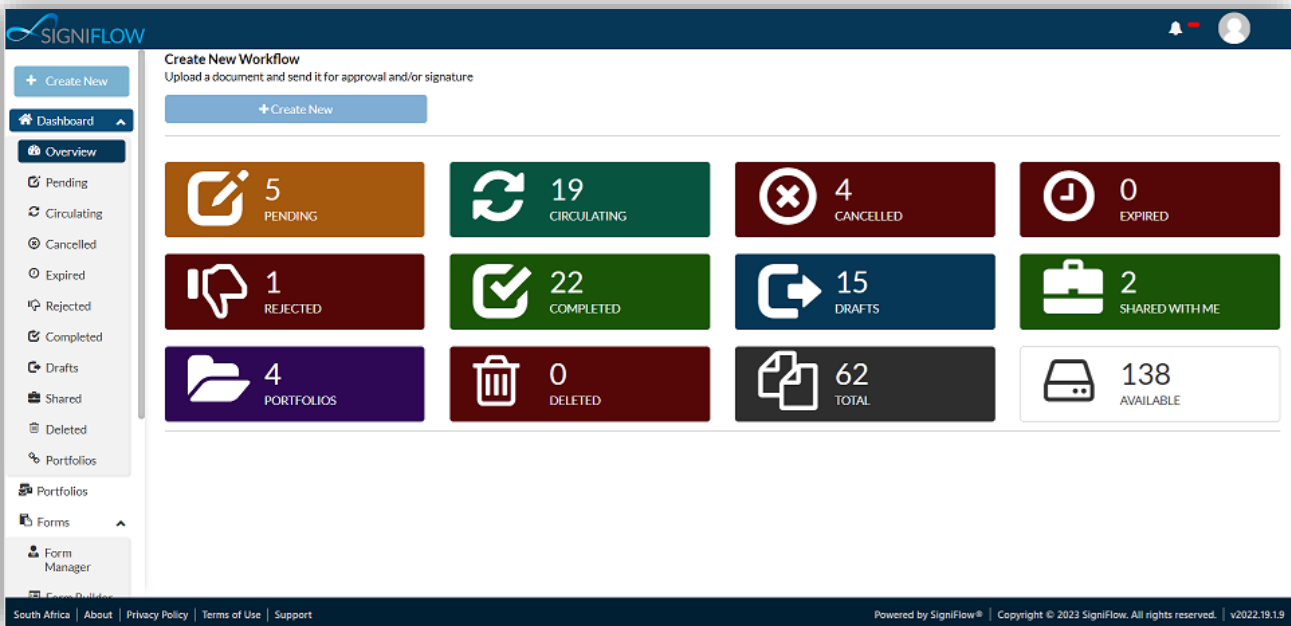 SIGNIFLOW
+ Create New
Dashboard
Overview
Pending
Circulating
Cancelled
Expired
Rejected
Completed
Drafts
Shared
Deleted
Portfolios
Portfolios
Forms
Form
Manager
Form Builder
Create New Workflow
Upload a document and send it for approval and/or signature
+ Create New
5
PENDING
19
CIRCULATING
4
CANCELLED
0
EXPIRED
1
REJECTED
22
COMPLETED
15
DRAFTS
2
SHARED WITH ME
4
PORTFOLIOS
0
DELETED
62
TOTAL
138
AVAILABLE
South Africa | About | Privacy Policy | Terms of Use | Support
Powered by SigniFlow® | Copyright © 2023 SigniFlow. All rights reserved. | v2022.19.1.9